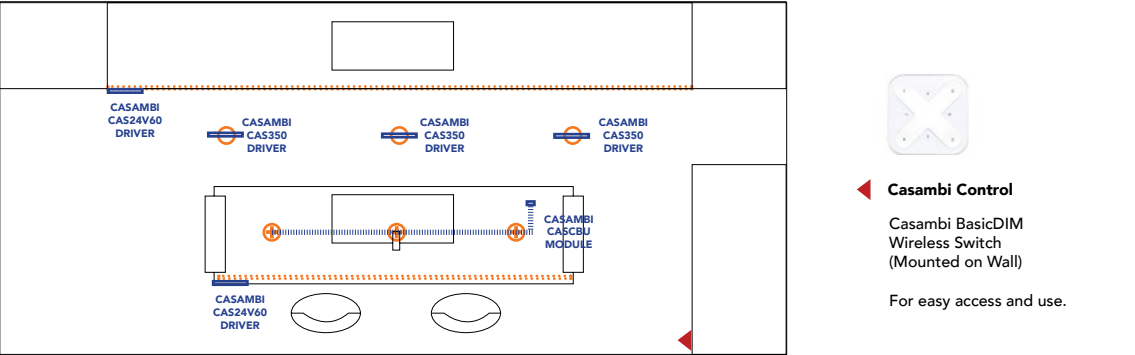 CASAMBI
CAS24V60
DRIVER
CASAMBI
CAS350
DRIVER
CASAMBI
CAS350
DRIVER
CASAMBI
CAS350
DRIVER
CASAMBI
CASCBU
MODULE
CASAMBI
CAS24V60
DRIVER
Casambi Control
Casambi BasicDIM
Wireless Switch
(Mounted on Wall)
For easy access and use.